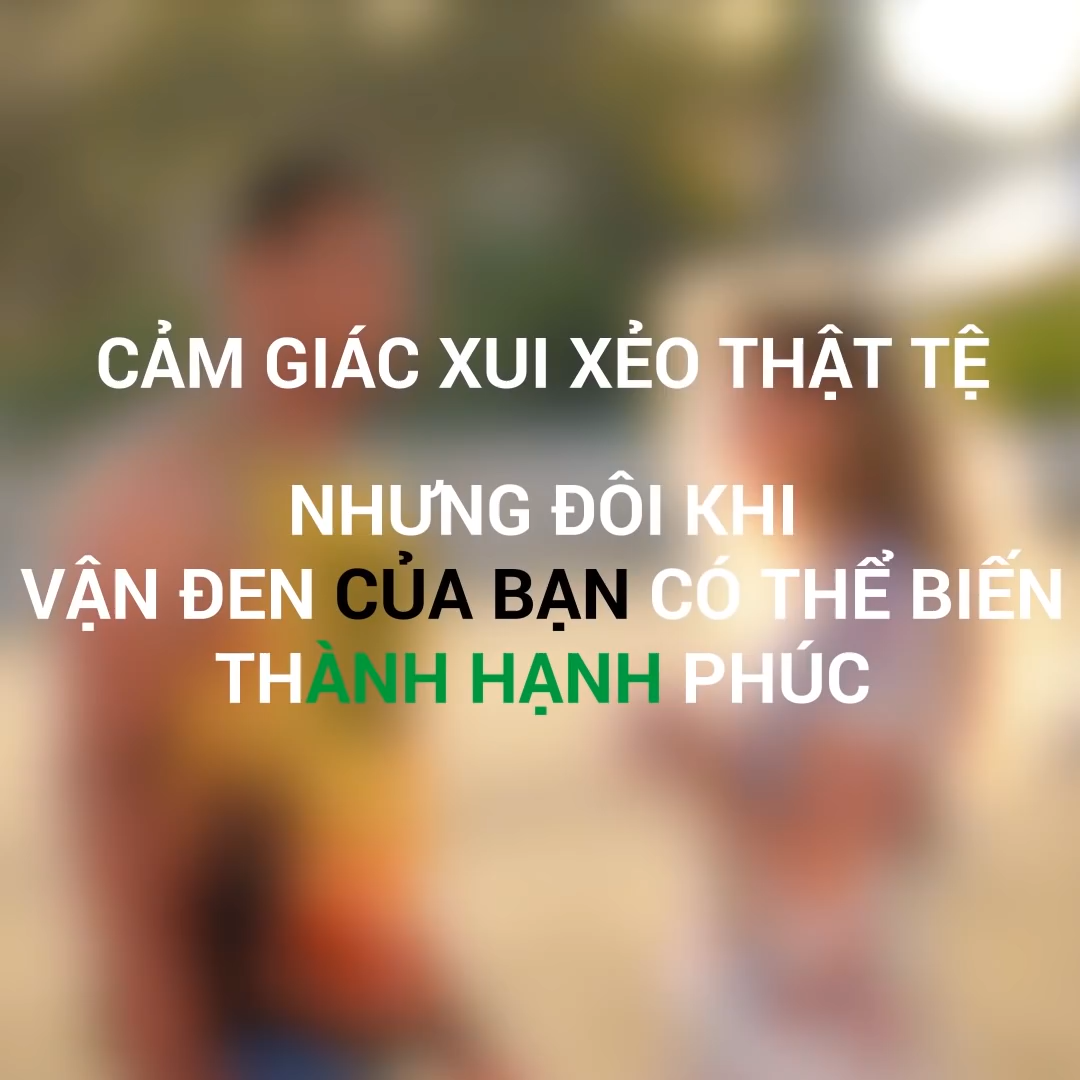 CẢM GIÁC XUI XẺO THẬT TỆ
NHƯNG ĐÔI KHI
VẬN ĐEN CỦA BẠN CÓ THỂ BIẾN
THÀNH HẠNH PHÚC